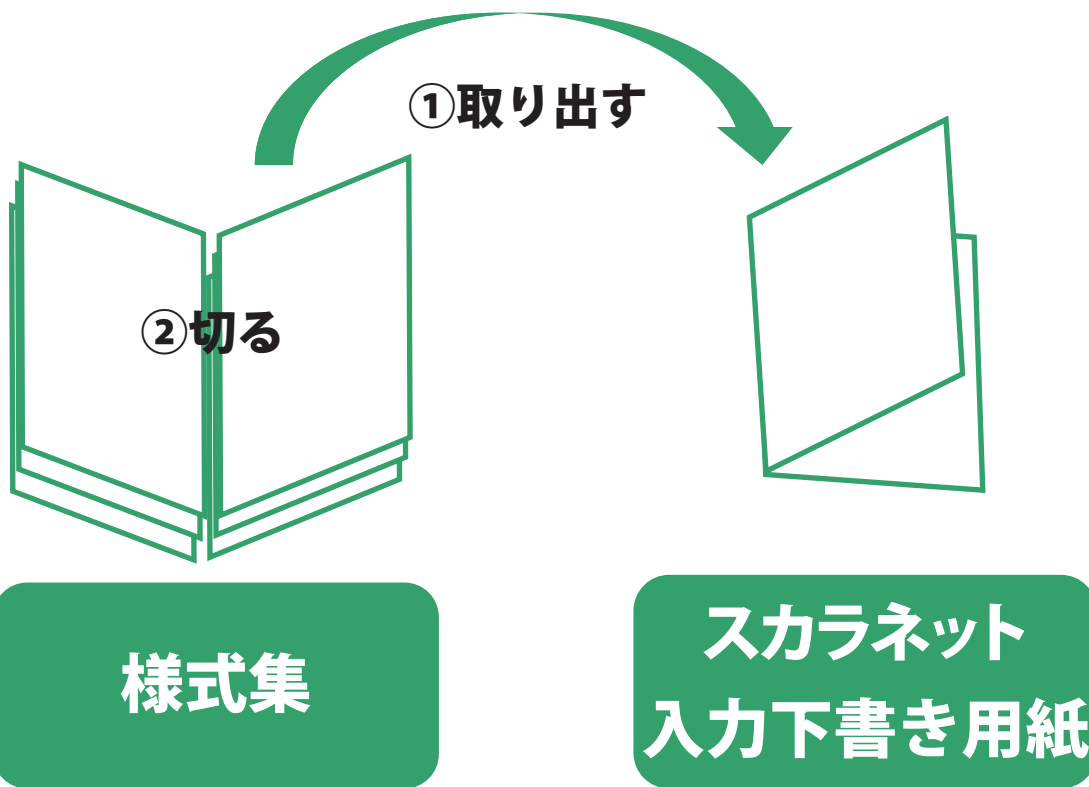 ①取り出す
②切る
様式集
スカラネット
入力下書き用紙